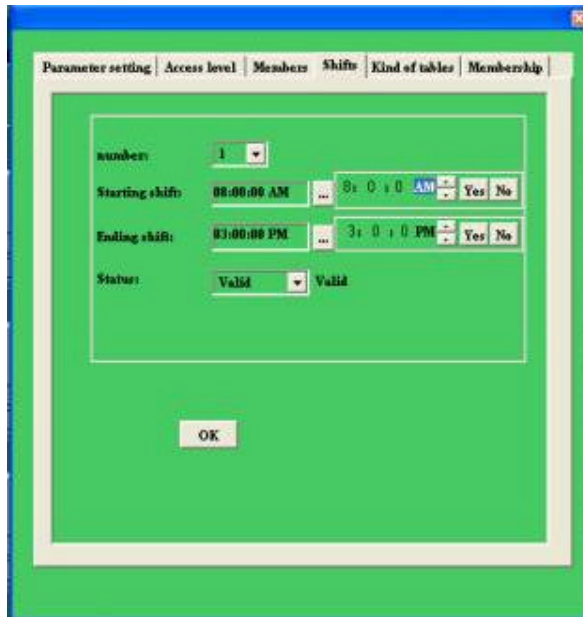 Parameter setting Access level Members Shifts Kind of tables Membership
number: 1
Starting shift: 08:00:00 AM ... 8: 0 : 0 AM Yes No
Ending shift: 03:00:00 PM ... 3: 0 : 0 PM Yes No
Status: Valid Valid
OK